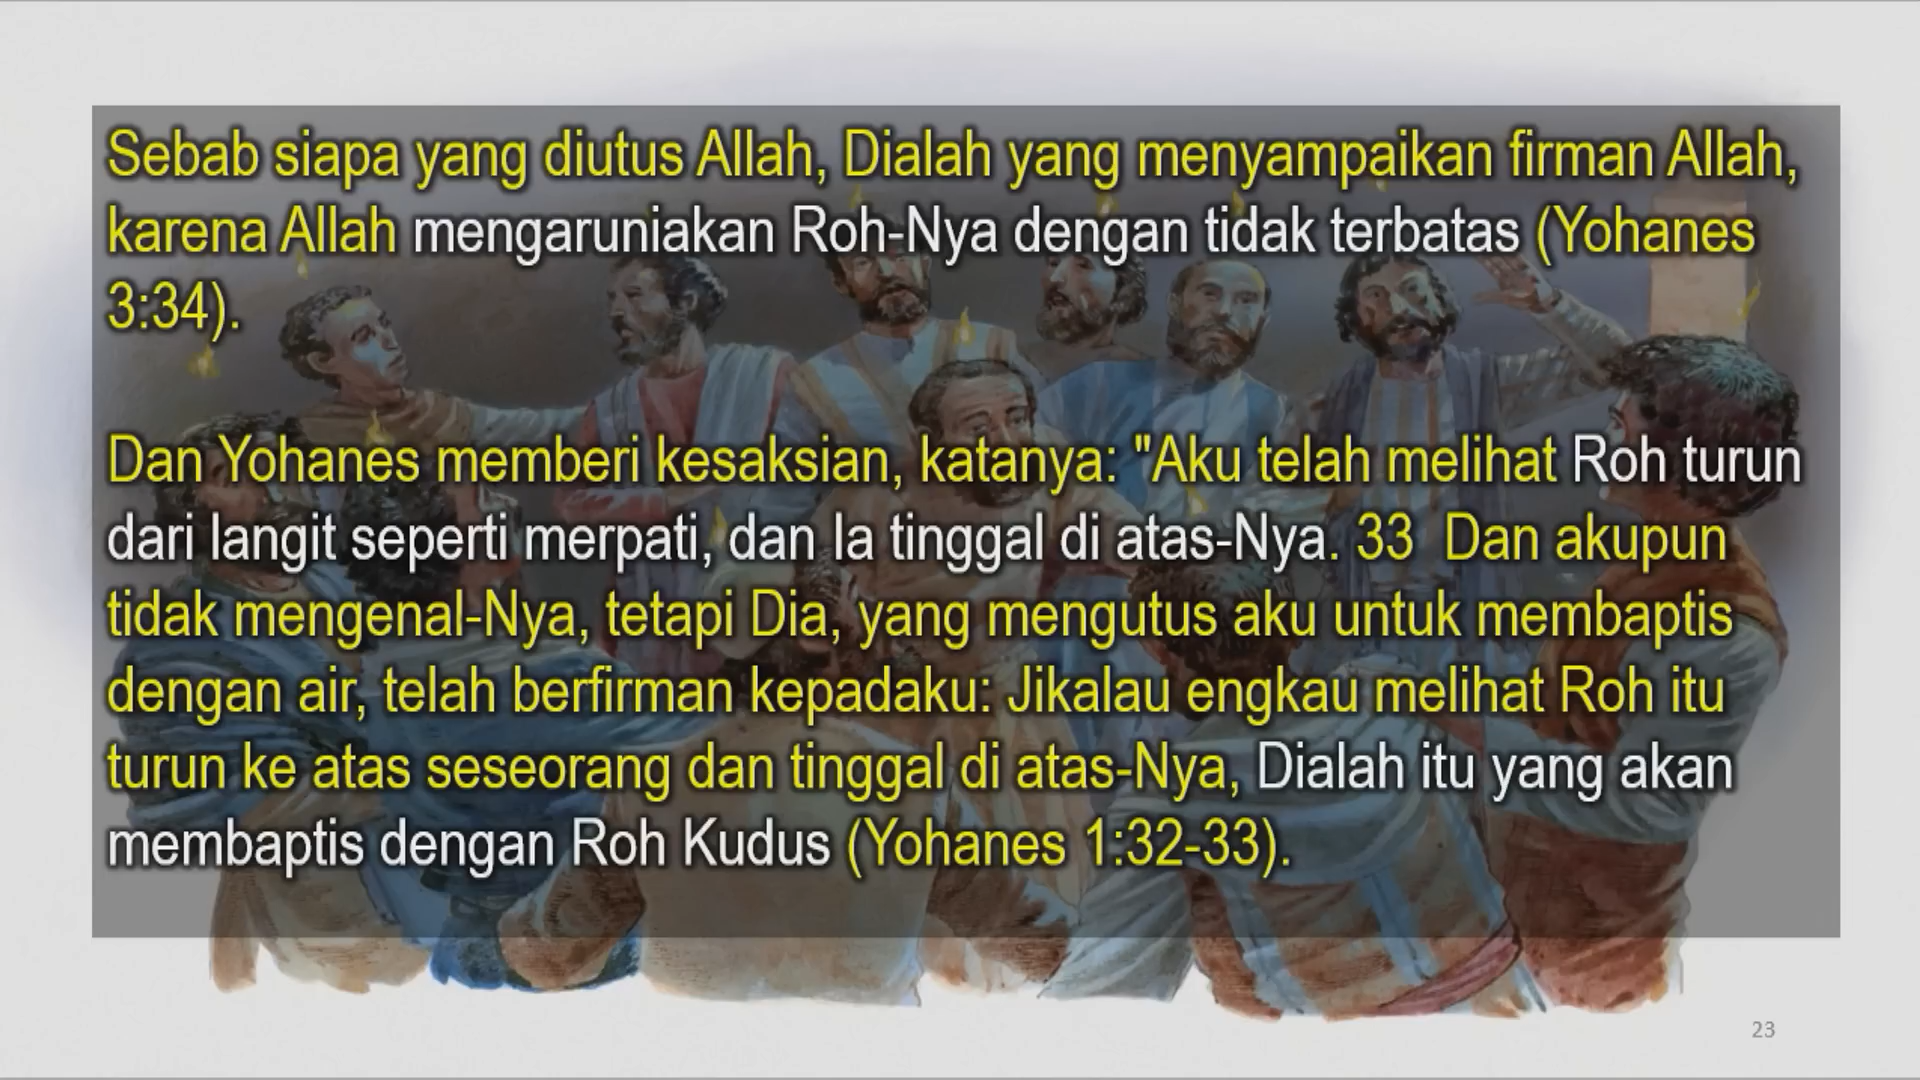 Sebab siapa yang diutus Allah, Dialah yang menyampaikan firman Allah,
karena Allah mengaruniakan Roh-Nya dengan tidak terbatas (Yohanes
3:34).
Dan Yohanes memberi kesaksian, katanya: "Aku telah melihat Roh turun
dari langit seperti merpati, dan Ia tinggal di atas-Nya. 33  Dan akupun
tidak mengenal-Nya, tetapi Dia, yang mengutus aku untuk membaptis
dengan air, telah berfirman kepadaku: Jikalau engkau melihat Roh itu
turun ke atas seseorang dan tinggal di atas-Nya, Dialah itu yang akan
membaptis dengan Roh Kudus (Yohanes 1:32-33).
23